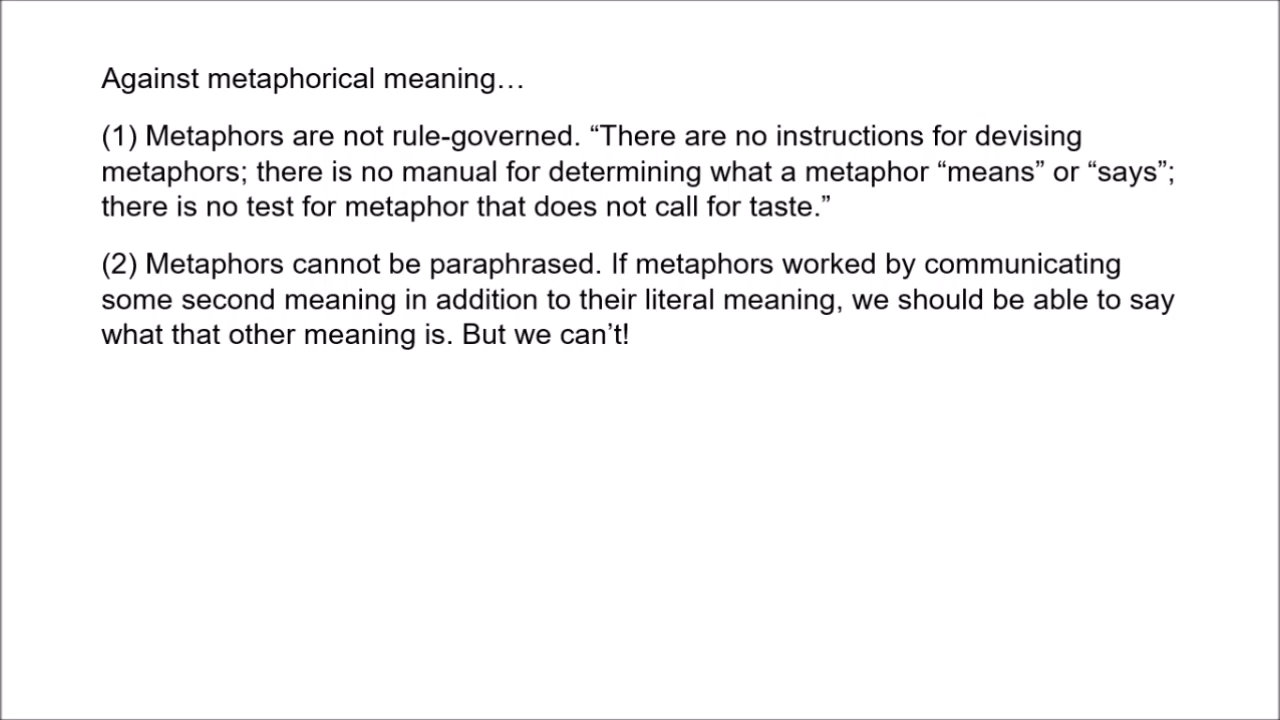 Against metaphorical meaning…
(1) Metaphors are not rule-governed. “There are no instructions for devising
metaphors; there is no manual for determining what a metaphor “means” or “says”;
there is no test for metaphor that does not call for taste.”
(2) Metaphors cannot be paraphrased. If metaphors worked by communicating
some second meaning in addition to their literal meaning, we should be able to say
what that other meaning is. But we can’t!